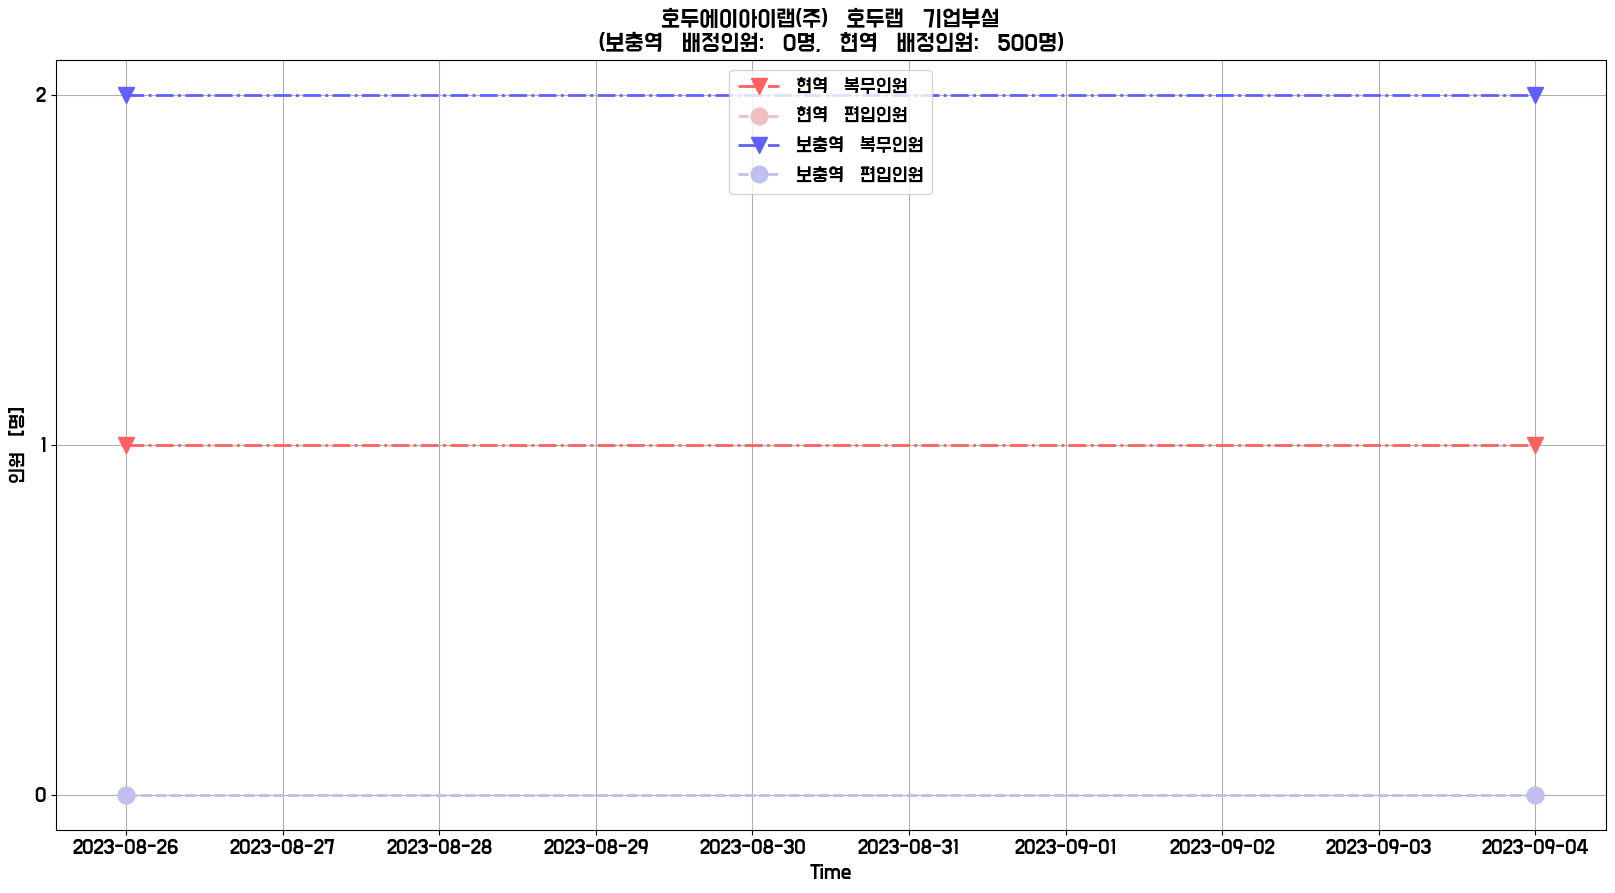 호두에이아이랩(주) 호두랩 기업부설
(보충역 배정인원: 0명, 현역 배정인원: 500명)
현역 복무인원
현역 편입인원
보충역 복무인원
보충역 편입인원
인원 [명]
2
1
0
2023-08-26 2023-08-27 2023-08-28 2023-08-29 2023-08-30 2023-08-31 2023-09-01 2023-09-02 2023-09-03 2023-09-04
Time